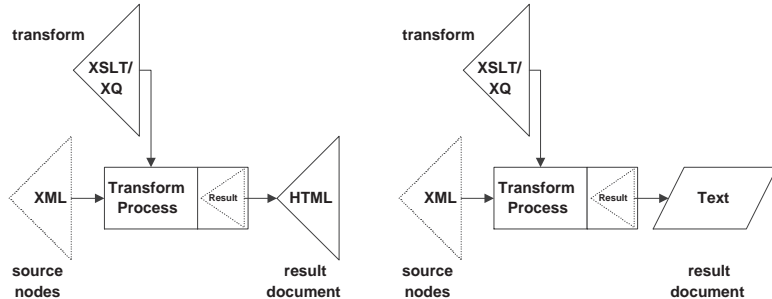 transform
XSLT/
XQ
XML
Transform
Process
Result
HTML
source
nodes
result
document
transform
XSLT/
XQ
XML
Transform
Process
Result
Text
source
nodes
result
document